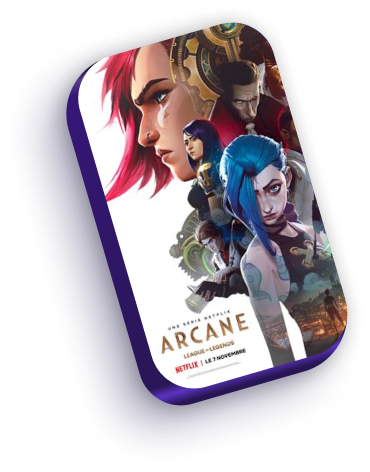 UNE SÉRIE NETFLIX
ARCANE
LEAGUE OF LEGENDS
NETFLIX | LE 7 NOVEMBRE